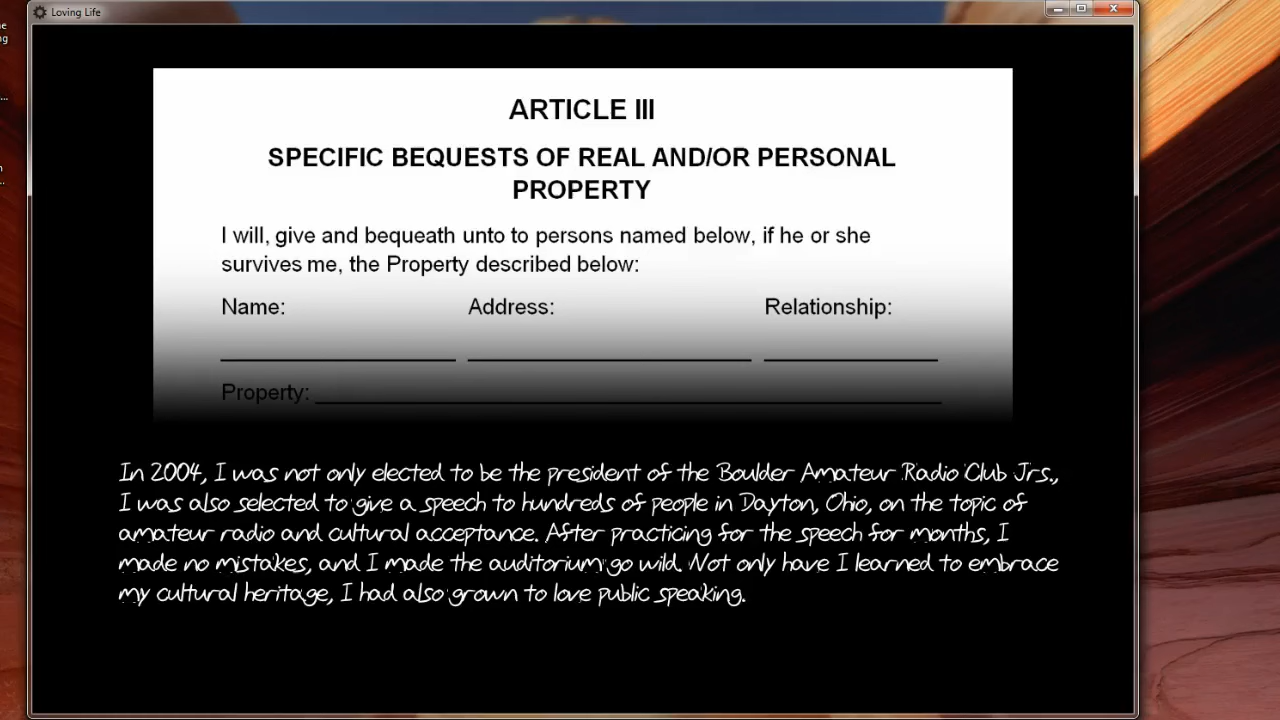 Loving Life
ARTICLE III
SPECIFIC BEQUESTS OF REAL AND/OR PERSONAL
PROPERTY
I will, give and bequeath unto to persons named below, if he or she
survives me, the Property described below:
Name: Address: Relationship:
Property:
In 2004, I was not only elected to be the president of the Boulder Amateur Radio Club Jrs.,
I was also selected to give a speech to hundreds of people in Dayton, Ohio, on the topic of
amateur radio and cultural acceptance. After practicing for the speech for months, I
made no mistakes, and I made the auditorium go wild. Not only have I learned to embrace
my cultural heritage, I had also grown to love public speaking.